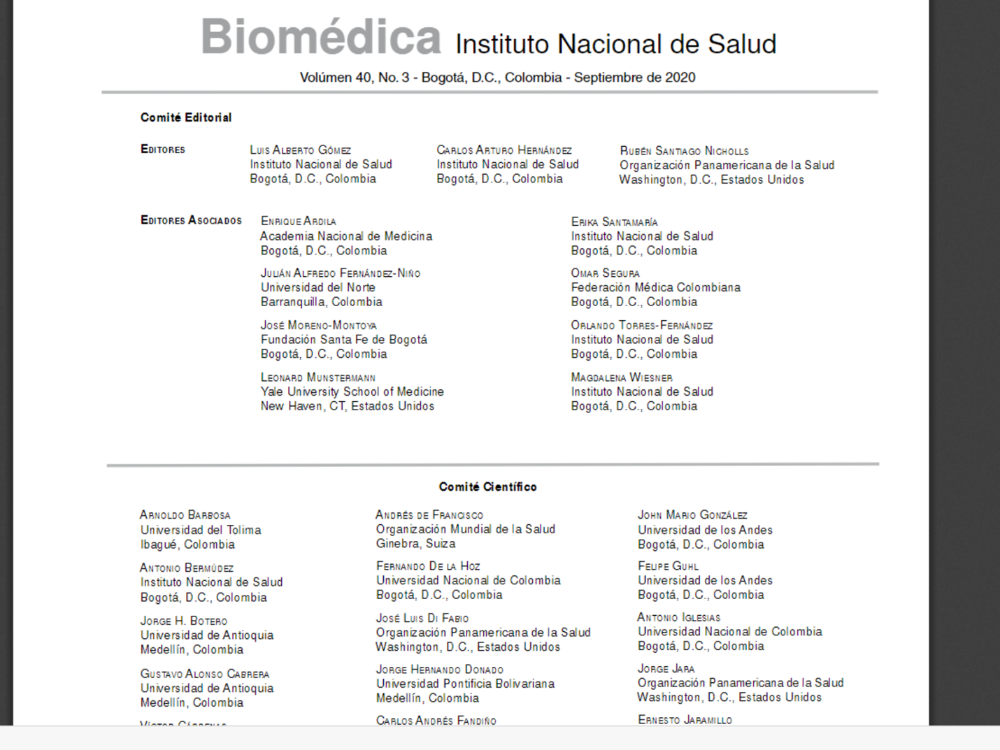 Biomédica Instituto Nacional de Salud
Volúmen 40, No. 3 - Bogotá, D.C., Colombia - Septiembre de 2020
Comité Editorial
EDITORES
LUIS ALBERTO GÓMEZ
Instituto Nacional de Salud
Bogotá, D.C., Colombia
CARLOS ARTURO HERNÁNDEZ
Instituto Nacional de Salud
Bogotá, D.C., Colombia
RUBÉN SANTIAGO NICHOLLS
Organización Panamericana de la Salud
Washington, D.C., Estados Unidos
EDITORES ASOCIADOS
ENRIQUE ARDILA
Academia Nacional de Medicina
Bogotá, D.C., Colombia
JULIÁN ALFREDO FERNÁNDEZ-NIÑO
Universidad del Norte
Barranquilla, Colombia
JOSÉ MORENO-MONTOYA
Fundación Santa Fe de Bogotá
Bogotá, D.C., Colombia
LEONARD MUNSTERMANN
Yale University School of Medicine
New Haven, CT, Estados Unidos
ERIKA SANTAMARÍA
Instituto Nacional de Salud
Bogotá, D.C., Colombia
OMAR SEGURA
Federación Médica Colombiana
Bogotá, D.C., Colombia
ORLANDO TORRES-FERNÁNDEZ
Instituto Nacional de Salud
Bogotá, D.C., Colombia
MAGDALENA WIESNER
Instituto Nacional de Salud
Bogotá, D.C., Colombia
Comité Científico
ARNOLDO BARBOSA
Universidad del Tolima
Ibagué, Colombia
ANTONIO BERMÚDEZ
Instituto Nacional de Salud
Bogotá, D.C., Colombia
JORGE H. BOTERO
Universidad de Antioquia
Medellín, Colombia
GUSTAVO ALONSO CABRERA
Universidad de Antioquia
Medellín, Colombia
VÍCTOR CÁRDENAS
ANDRÉS DE FRANCISCO
Organización Mundial de la Salud
Ginebra, Suiza
FERNANDO DE LA HOZ
Universidad Nacional de Colombia
Bogotá, D.C., Colombia
JOSÉ LUIS DI FABIO
Organización Panamericana de la Salud
Washington, D.C., Estados Unidos
JORGE HERNANDO DONADO
Universidad Pontificia Bolivariana
Medellín, Colombia
CARLOS ANDRÉS FANDIÑO
JOHN MARIO GONZÁLEZ
Universidad de los Andes
Bogotá, D.C., Colombia
FELIPE GUHL
Universidad de los Andes
Bogotá, D.C., Colombia
ANTONIO IGLESIAS
Universidad Nacional de Colombia
Bogotá, D.C., Colombia
JORGE JARA
Organización Panamericana de la Salud
Washington, D.C., Estados Unidos
ERNESTO JARAMILLO